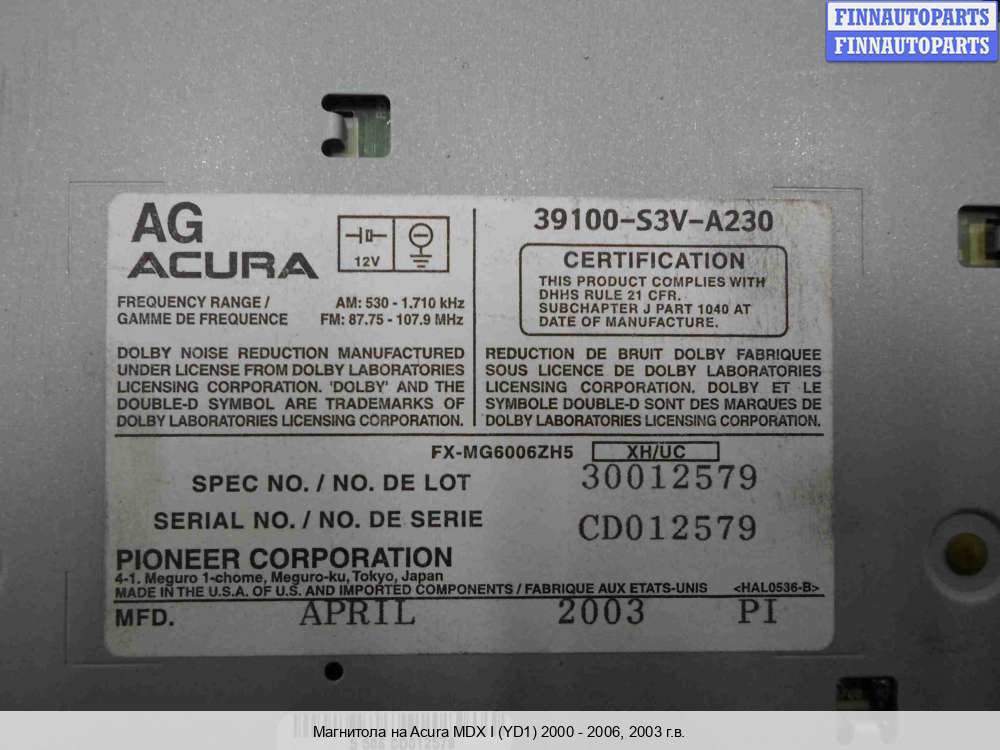 FINNAUTOPARTS
FINNAUTOPARTS
AG
ACURA
12V
39100-S3V-A230
CERTIFICATION
THIS PRODUCT COMPLIES WITH
DHHS RULE 21 CFR.
SUBCHAPTER J PART 1040 AT
DATE OF MANUFACTURE.
FREQUENCY RANGE / AM: 530 - 1.710 kHz
GAMME DE FREQUENCE FM: 87.75 - 107.9 MHz
DOLBY NOISE REDUCTION MANUFACTURED
UNDER LICENSE FROM DOLBY LABORATORIES
LICENSING CORPORATION. 'DOLBY' AND THE
DOUBLE-D SYMBOL ARE TRADEMARKS OF
DOLBY LABORATORIES LICENSING CORPORATION.
REDUCTION DE BRUIT DOLBY FABRIQUEE
SOUS LICENCE DE DOLBY LABORATORIES
LICENSING CORPORATION. DOLBY ET LE
SYMBOLE DOUBLE-D SONT DES MARQUES DE
DOLBY LABORATORIES LICENSING CORPORATION.
FX-MG6006ZH5 XH/UC
SPEC NO. / NO. DE LOT 30012579
SERIAL NO. / NO. DE SERIE CD012579
PIONEER CORPORATION
4-1. Meguro 1-chome, Meguro-ku, Tokyo, Japan
MADE IN THE U.S.A. OF U.S. AND IMPORTED COMPONENTS / FABRIQUE AUX ETATS-UNIS <HAL0536-B>
MFD. APRIL 2003 PI
Магнитола на Acura MDX I (YD1) 2000 - 2006, 2003 г.в.